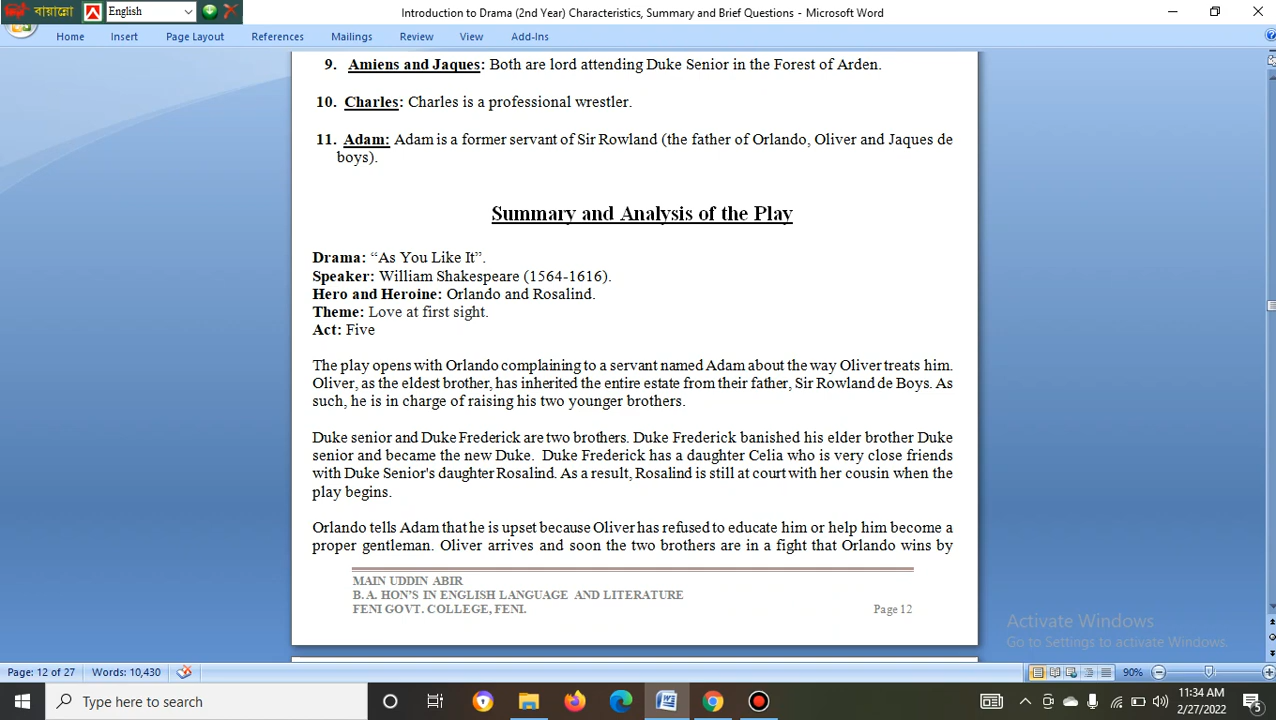 বায়ান্নো
English
Introduction to Drama (2nd Year) Characteristics, Summary and Brief Questions - Microsoft Word
Home Insert Page Layout References Mailings Review View Add-Ins
9. Amiens and Jaques: Both are lord attending Duke Senior in the Forest of Arden.
10. Charles: Charles is a professional wrestler.
11. Adam: Adam is a former servant of Sir Rowland (the father of Orlando, Oliver and Jaques de
boys).
Summary and Analysis of the Play
Drama: “As You Like It”.
Speaker: William Shakespeare (1564-1616).
Hero and Heroine: Orlando and Rosalind.
Theme: Love at first sight.
Act: Five
The play opens with Orlando complaining to a servant named Adam about the way Oliver treats him.
Oliver, as the eldest brother, has inherited the entire estate from their father, Sir Rowland de Boys. As
such, he is in charge of raising his two younger brothers.
Duke senior and Duke Frederick are two brothers. Duke Frederick banished his elder brother Duke
senior and became the new Duke. Duke Frederick has a daughter Celia who is very close friends
with Duke Senior's daughter Rosalind. As a result, Rosalind is still at court with her cousin when the
play begins.
Orlando tells Adam that he is upset because Oliver has refused to educate him or help him become a
proper gentleman. Oliver arrives and soon the two brothers are in a fight that Orlando wins by
MAIN UDDIN ABIR
B. A. HON'S IN ENGLISH LANGUAGE AND LITERATURE
FENI GOVT. COLLEGE, FENI.
Page 12
Activate Windows
Go to Settings to activate Windows.
Page: 12 of 27 Words: 10,430 90%
Type here to search
11:34 AM
2/27/2022
5